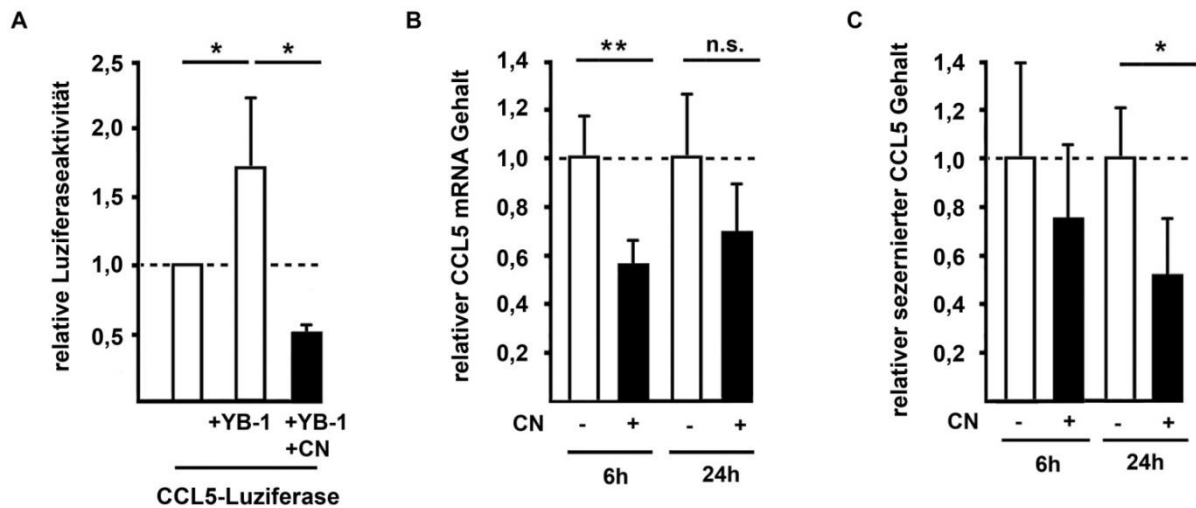 A
* *
relative Luziferaseaktivität
2,5
2,0
1,5
1,0
0,5
+YB-1 +YB-1
+CN
CCL5-Luziferase
B
** n.s.
relativer CCL5 mRNA Gehalt
1,4
1,2
1,0
0,8
0,6
0,4
0,2
CN - + - +
6h 24h
C
*
relativer sezernierter CCL5 Gehalt
1,4
1,2
1,0
0,8
0,6
0,4
0,2
CN - + - +
6h 24h